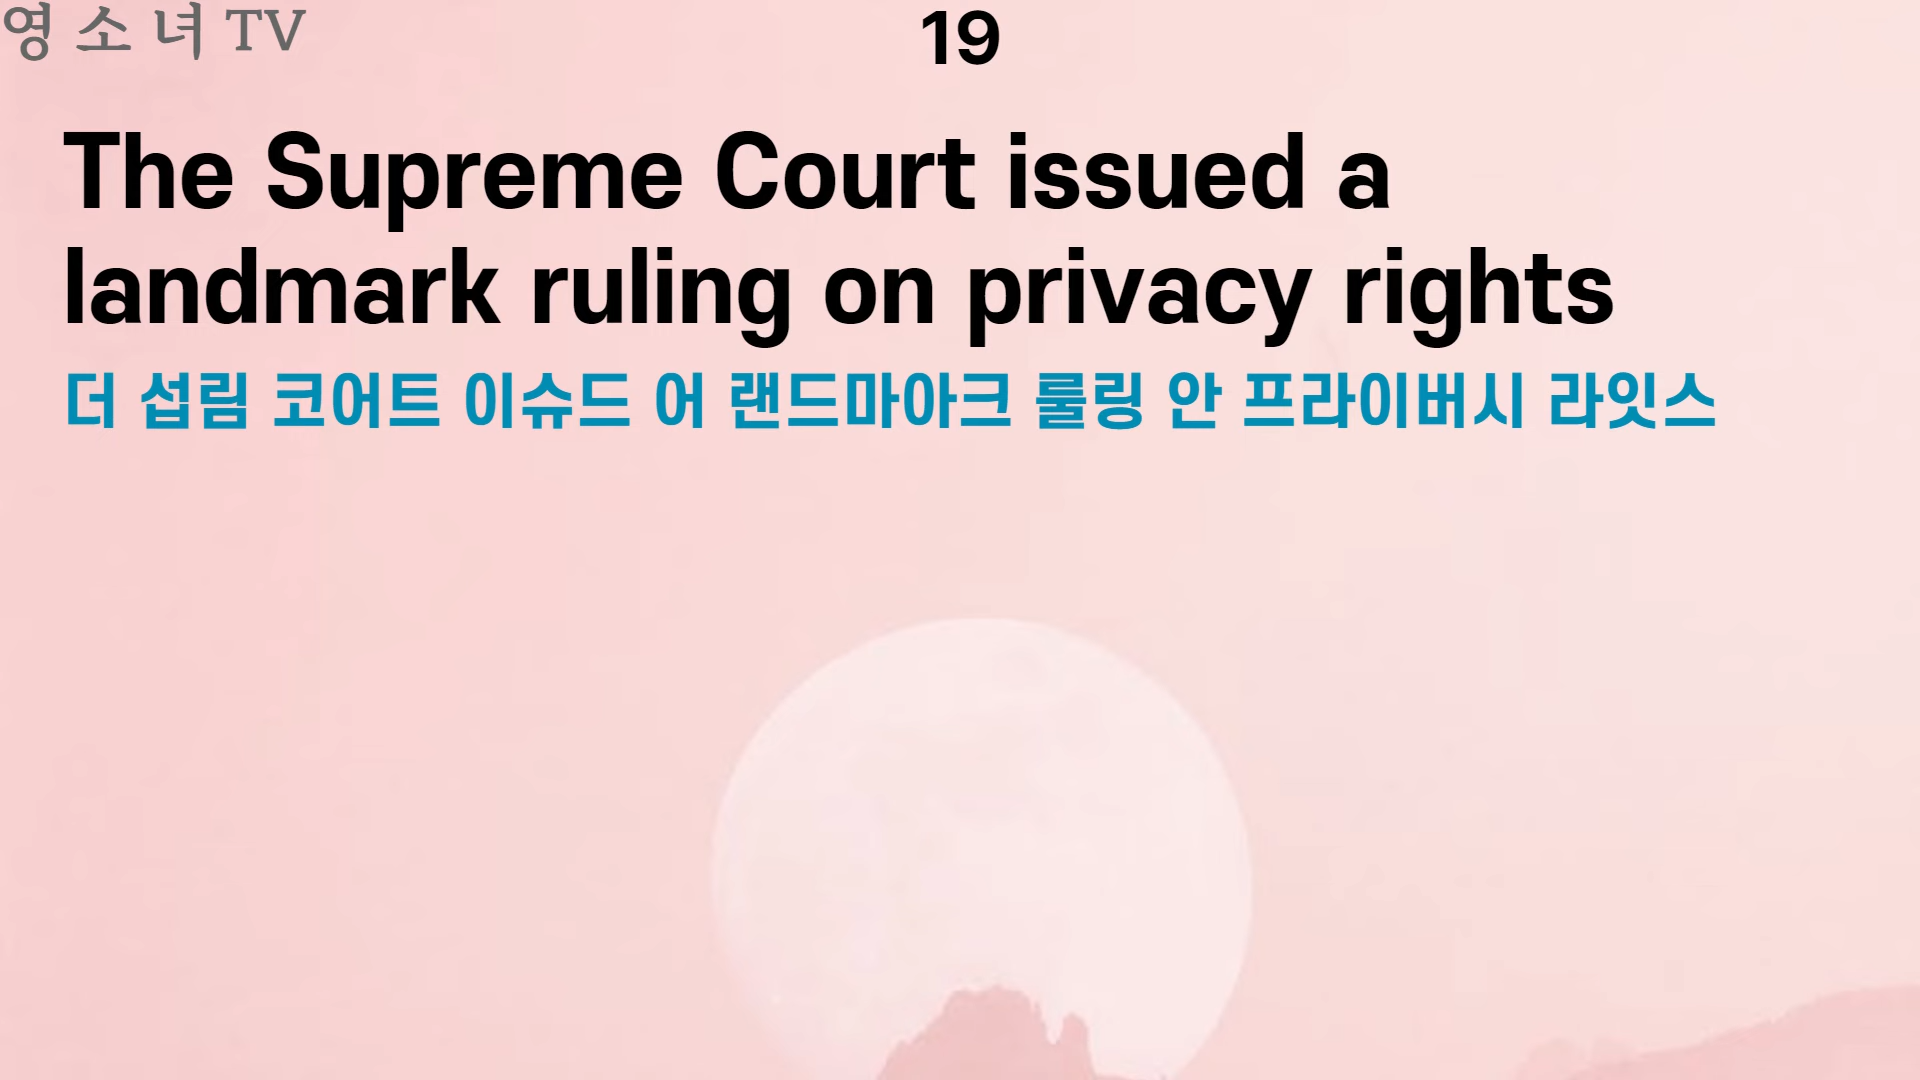 영소녀TV
19
The Supreme Court issued a
landmark ruling on privacy rights
더 섭림 코어트 이슈드 어 랜드마아크 룰링 안 프라이버시 라잇스